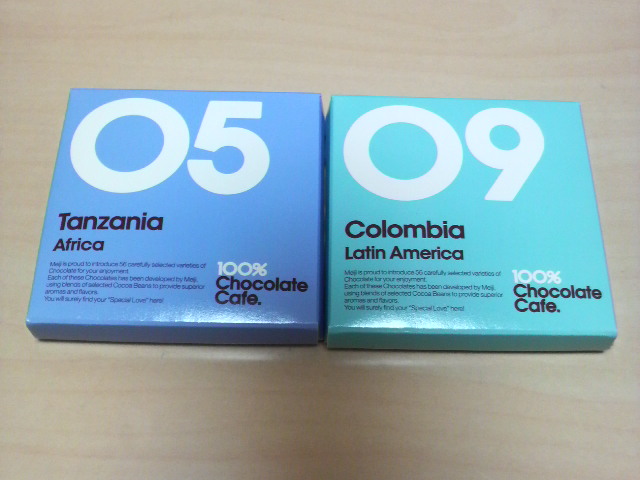 05
Tanzania
Africa
Meiji is proud to introduce 56 carefully selected varieties of
Chocolate for your enjoyment.
Each of these Chocolates has been developed by Meiji,
using blends of selected Cocoa Beans to provide superior
aromas and flavors.
You will surely find your "Special Love" here!
100%
Chocolate
Cafe.
09
Colombia
Latin America
Meiji is proud to introduce 56 carefully selected varieties of
Chocolate for your enjoyment.
Each of these Chocolates has been developed by Meiji,
using blends of selected Cocoa Beans to provide superior
aromas and flavors.
You will surely find your "Special Love" here!
100%
Chocolate
Cafe.